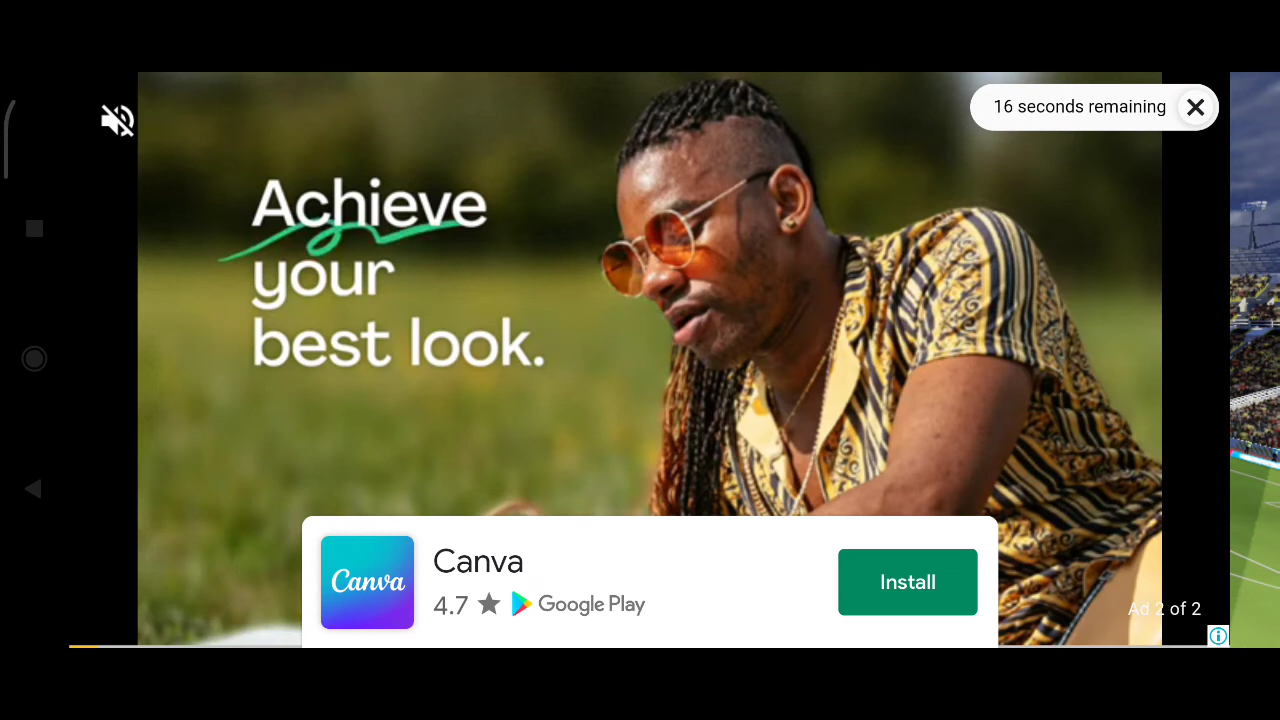 16 seconds remaining
Achieve
your
best look.
Canva
Canva
Install
4.7 ★ Google Play
Ad 2 of 2